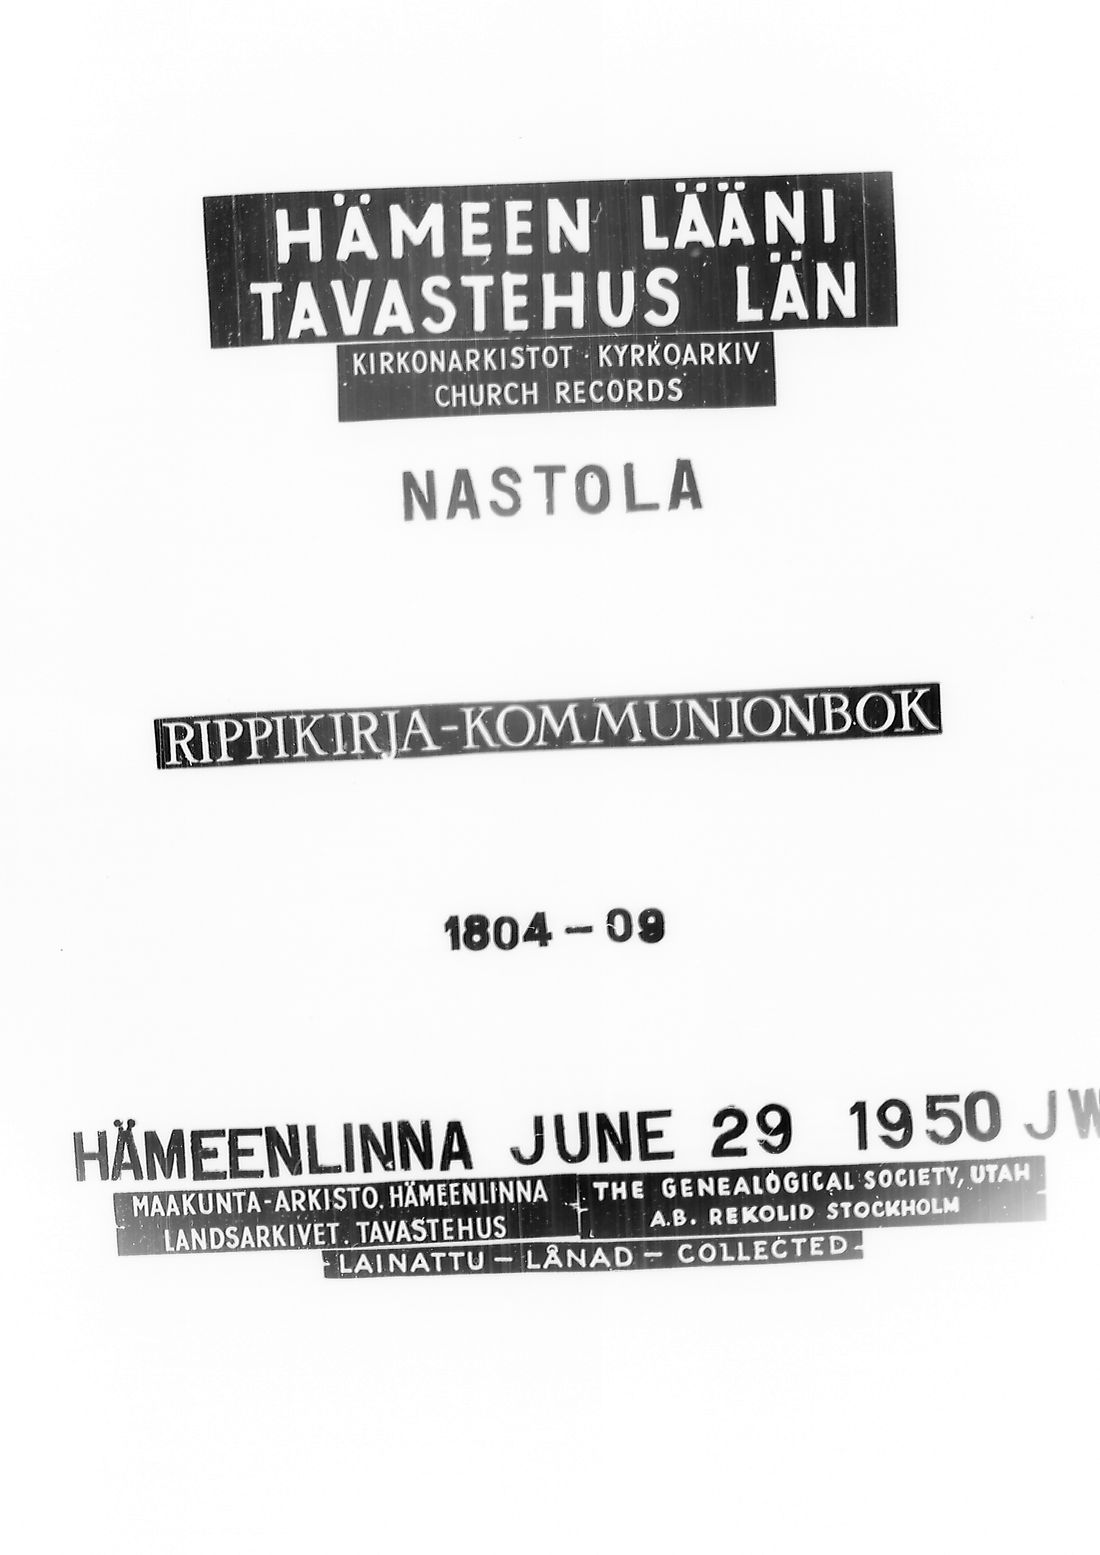 HÄMEEN LÄÄNI
TAVASTEHUS LÄN
KIRKONARKISTOT · KYRKOARKIV
CHURCH RECORDS
NASTOLA
RIPPIKIRJA-KOMMUNIONBOK
1804-09
HÄMEENLINNA JUNE 29 1950 JW
MAAKUNTA-ARKISTO, HÄMEENLINNA
LANDSARKIVET. TAVASTEHUS
THE GENEALOGICAL SOCIETY, UTAH
A.B. REKOLID STOCKHOLM
LAINATTU - LÅNAD - COLLECTED